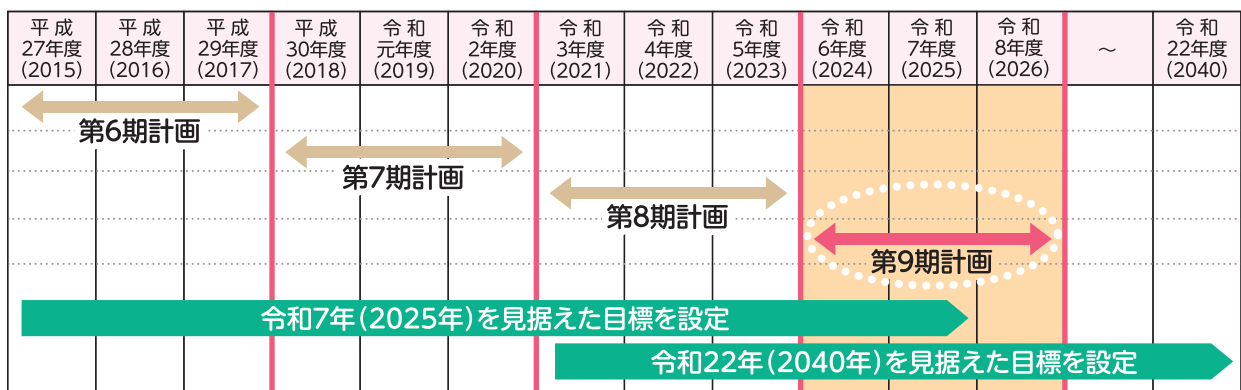 平成
27年度
(2015)
平成
28年度
(2016)
平成
29年度
(2017)
平成
30年度
(2018)
令和
元年度
(2019)
令和
2年度
(2020)
令和
3年度
(2021)
令和
4年度
(2022)
令和
5年度
(2023)
令和
6年度
(2024)
令和
7年度
(2025)
令和
8年度
(2026)
～
令和
22年度
(2040)
第6期計画
第7期計画
第8期計画
第9期計画
令和7年(2025年)を見据えた目標を設定
令和22年(2040年)を見据えた目標を設定